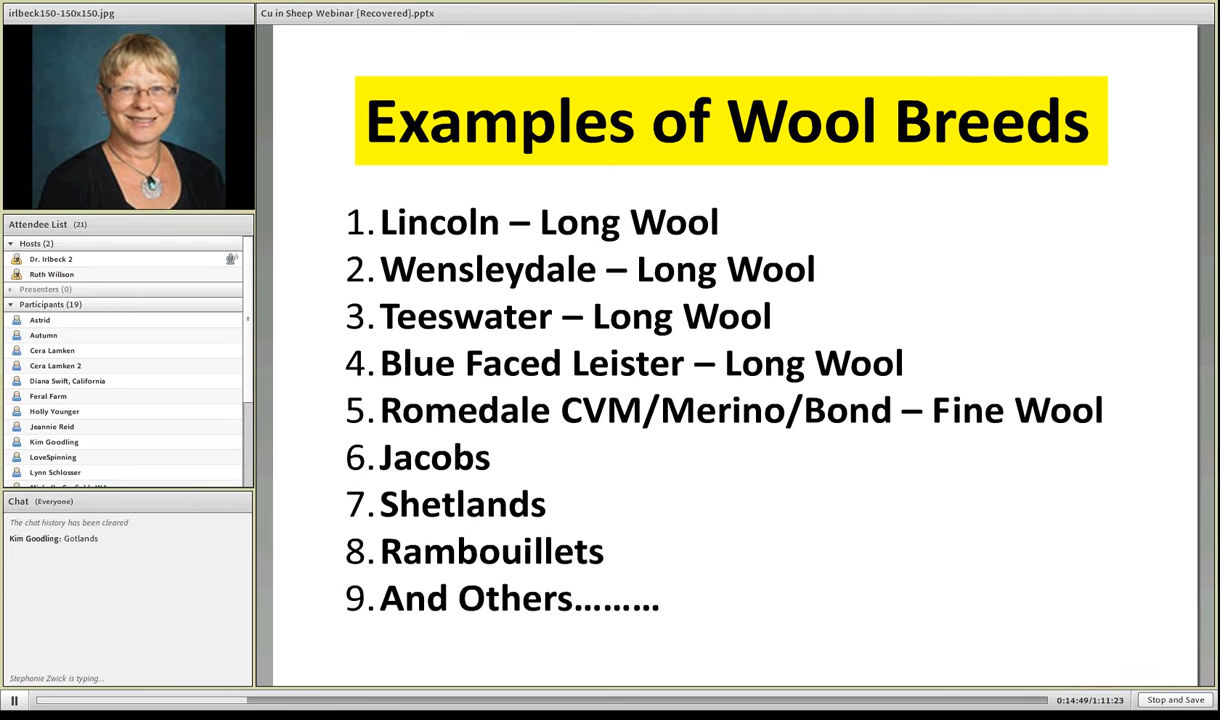 irlbeck150-150x150.jpg
Cu in Sheep Webinar [Recovered].pptx
Attendee List (21)
Hosts (2)
Dr. Irlbeck 2
Ruth Willson
Presenters (0)
Participants (19)
Astrid
Autumn
Cera Lamken
Cera Lamken 2
Diana Swift, California
Feral Farm
Holly Younger
Jeannie Reid
Kim Goodling
LoveSpinning
Lynn Schlosser
Chat (Everyone)
The chat history has been cleared
Kim Goodling: Gotlands
Stephanie Zwick is typing...
Examples of Wool Breeds
1. Lincoln – Long Wool
2. Wensleydale – Long Wool
3. Teeswater – Long Wool
4. Blue Faced Leister – Long Wool
5. Romedale CVM/Merino/Bond – Fine Wool
6. Jacobs
7. Shetlands
8. Rambouillets
9. And Others.........
0:14:49/1:11:23
Stop and Save